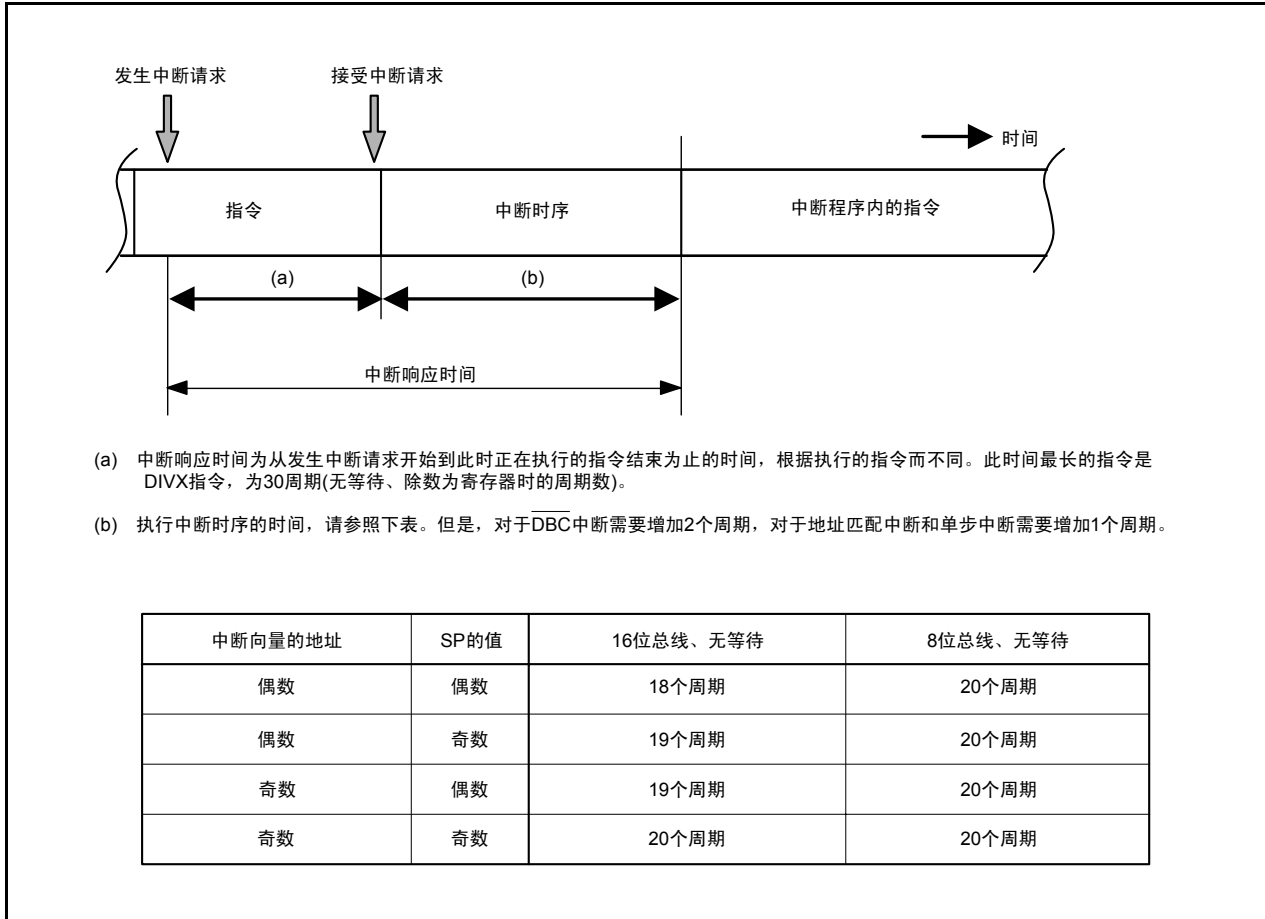 发生中断请求
接受中断请求
时间
指令
中断时序
中断程序内的指令
(a)
(b)
中断响应时间
(a) 中断响应时间为从发生中断请求开始到此时正在执行的指令结束为止的时间，根据执行的指令而不同。此时间最长的指令是
DIVX指令，为30周期(无等待、除数为寄存器时的周期数)。
(b) 执行中断时序的时间，请参照下表。但是，对于DBC中断需要增加2个周期，对于地址匹配中断和单步中断需要增加1个周期。
中断向量的地址 SP的值 16位总线、无等待 8位总线、无等待
偶数 偶数 18个周期 20个周期
偶数 奇数 19个周期 20个周期
奇数 偶数 19个周期 20个周期
奇数 奇数 20个周期 20个周期